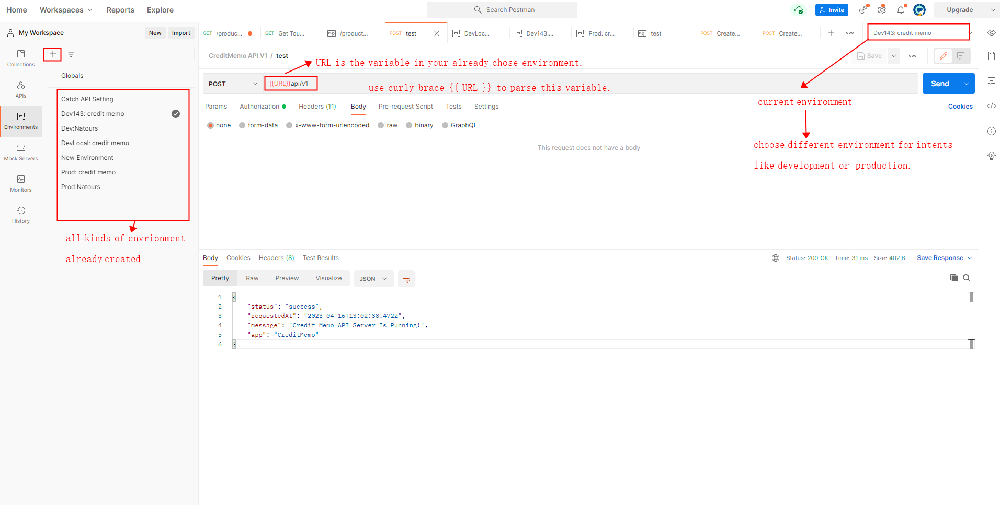 Home Workspaces Reports Explore Search Postman Invite Upgrade
My Workspace New Import
GET /produc... GET Get Tou... e.g. /product... POST test DevLoc... Dev143:... Prod: cr... e.g. test POST Create... POST Create... Dev143: credit memo
Collections
APIs
Environments
Mock Servers
Monitors
History
Globals
Catch API Setting
Dev143: credit memo
Dev:Natours
DevLocal: credit memo
New Environment
Prod: credit memo
Prod:Natours
all kinds of envrionment
already created
CreditMemo API V1 / test Save
URL is the variable in your already chose environment.
POST {{URL}}api/v1 Send
use curly brace {{ URL }} to parse this variable.
current environment
Params Authorization Headers (11) Body Pre-request Script Tests Settings Cookies
none form-data x-www-form-urlencoded raw binary GraphQL
This request does not have a body
choose different environment for intents
like development or production.
Body Cookies Headers (8) Test Results Status: 200 OK Time: 31 ms Size: 402 B Save Response
Pretty Raw Preview Visualize JSON
1 {
2 "status": "success",
3 "requestedAt": "2023-04-16T13:02:38.472Z",
4 "message": "Credit Memo API Server Is Running!",
5 "app": "CreditMemo"
6 }